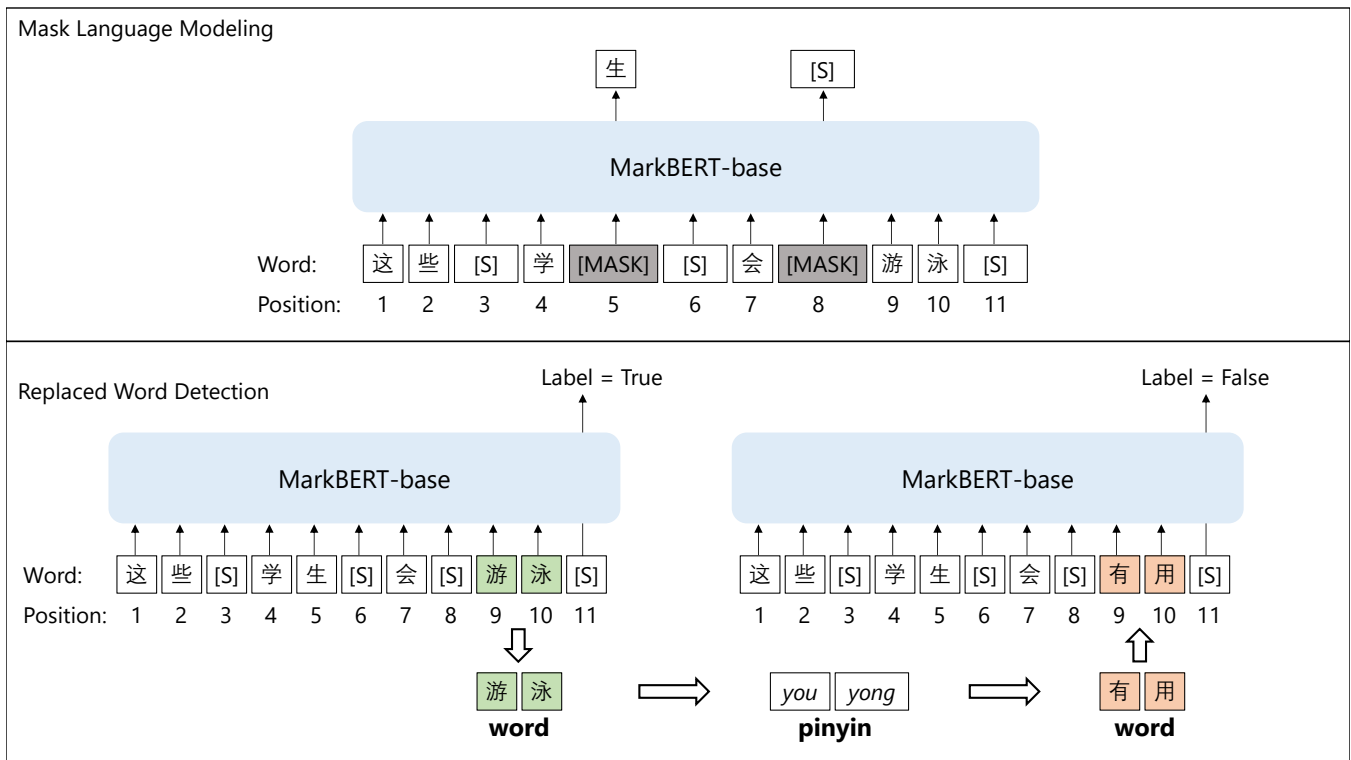 Mask Language Modeling
生 [S]
MarkBERT-base
Word: 这 些 [S] 学 [MASK] [S] 会 [MASK] 游 泳 [S]
Position: 1 2 3 4 5 6 7 8 9 10 11
Replaced Word Detection
Label = True Label = False
MarkBERT-base MarkBERT-base
Word: 这 些 [S] 学 生 [S] 会 [S] 游 泳 [S] 这 些 [S] 学 生 [S] 会 [S] 有 用 [S]
Position: 1 2 3 4 5 6 7 8 9 10 11 1 2 3 4 5 6 7 8 9 10 11
游 泳 you yong 有 用
word pinyin word